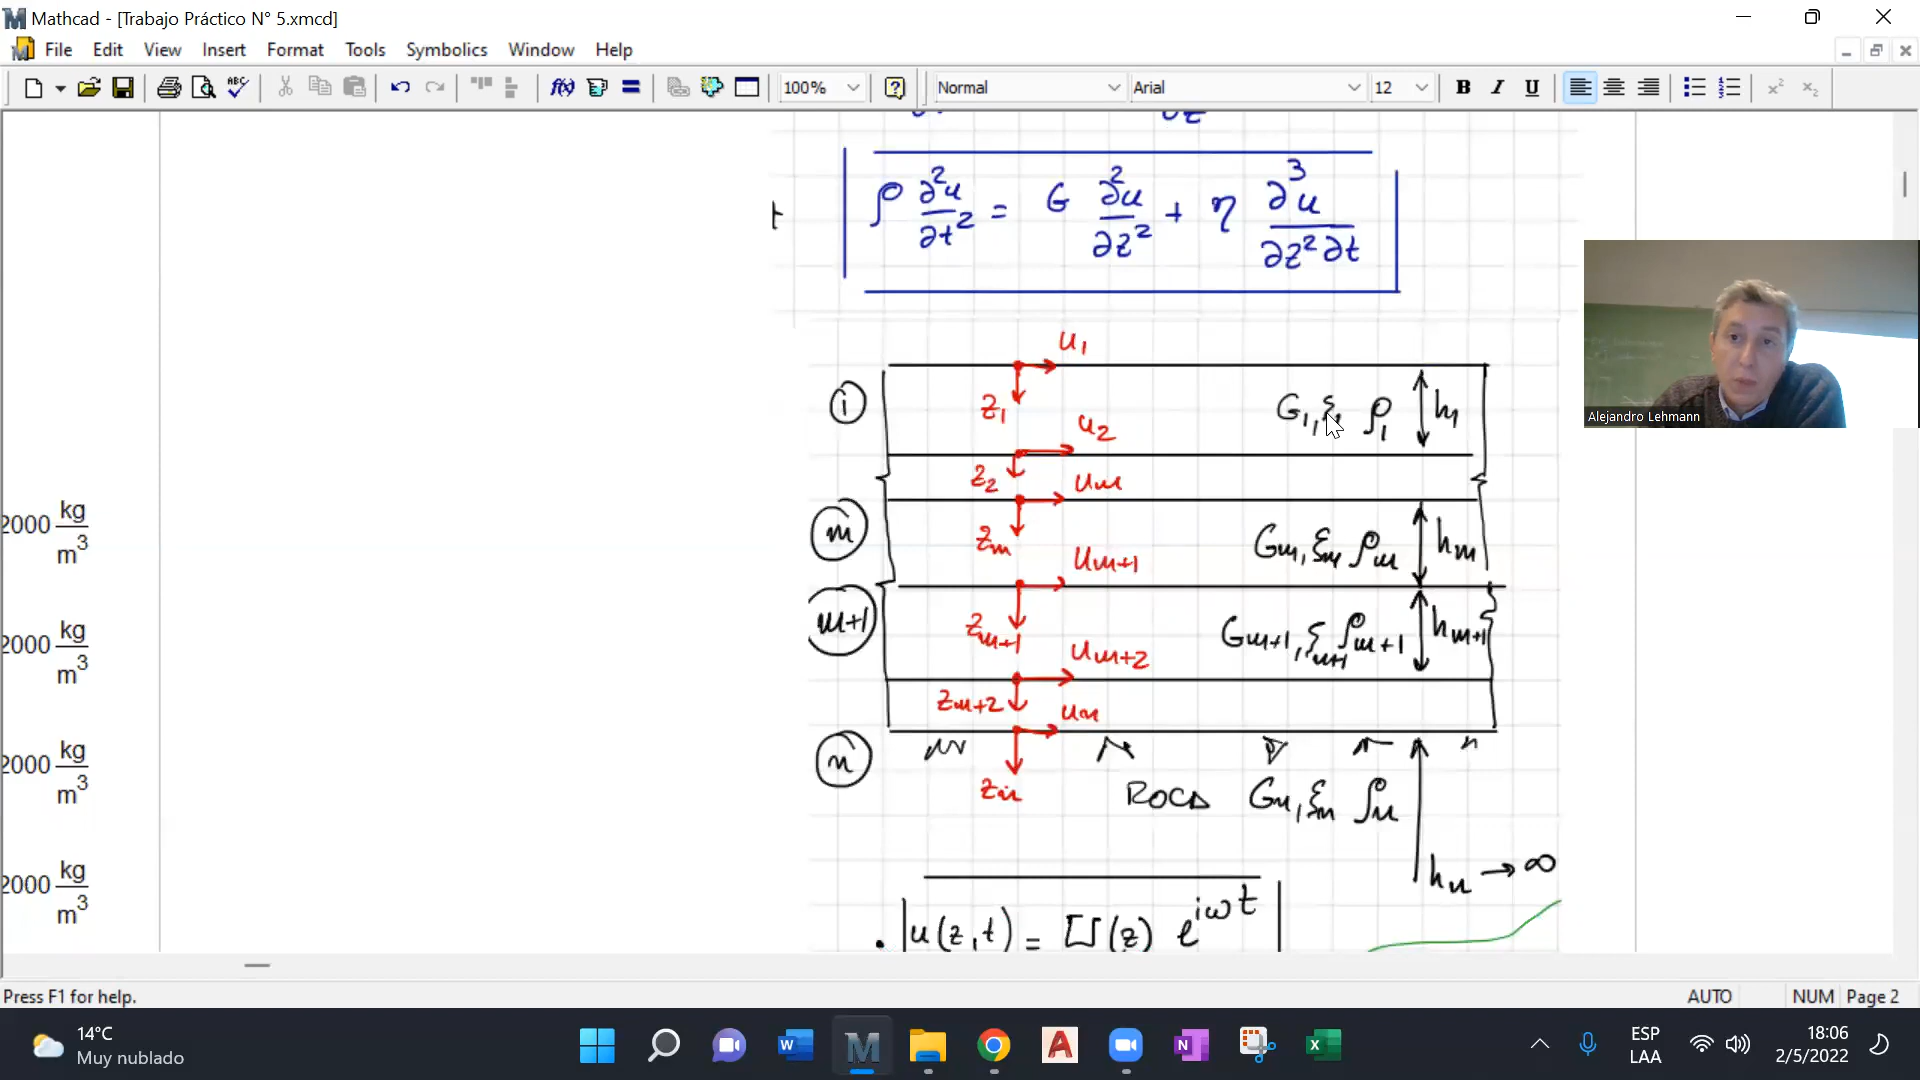 Mathcad - [Trabajo Práctico N° 5.xmcd]
File Edit View Insert Format Tools Symbolics Window Help
100% Normal Arial 12 B I U
ρ ∂²u/∂t² = G ∂²u/∂z² + η ∂³u/∂z²∂t
u₁
① z₁ G₁, ξ₁ ρ₁ h₁
u₂
z₂ um
ⓜ zm Gm, ξm ρm hm
um+1
m+1 zm+1 Gm+1, ξm+1 ρm+1 hm+1
um+2
zm+2 un
ⓝ zn ROCA Gn, ξn ρn
hn → ∞
u(z,t) = U(z) e^iωt
2000 kg/m³
2000 kg/m³
2000 kg/m³
2000 kg/m³
Alejandro Lehmann
Press F1 for help. AUTO NUM Page 2
14°C
Muy nublado
ESP
LAA
18:06
2/5/2022